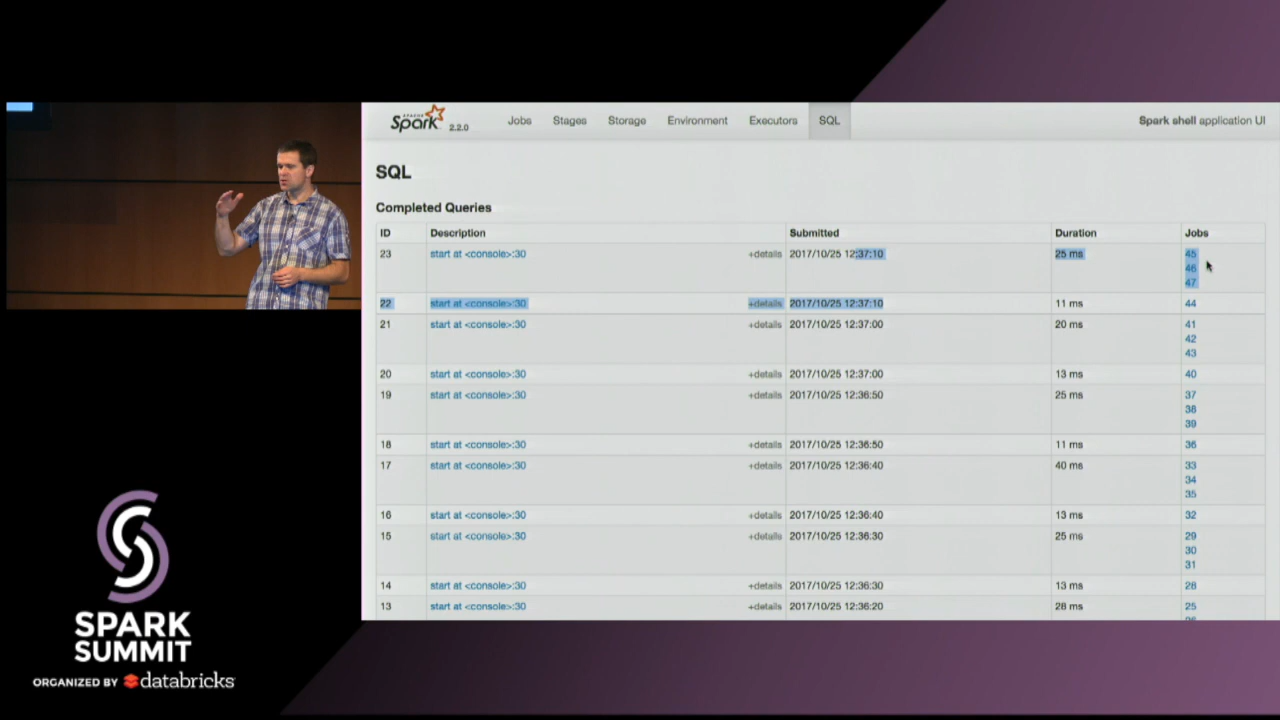 APACHE
Spark 2.2.0 Jobs Stages Storage Environment Executors SQL Spark shell application UI
SQL
Completed Queries
ID Description Submitted Duration Jobs
23 start at <console>:30 +details 2017/10/25 12:37:10 25 ms 45
46
47
22 start at <console>:30 +details 2017/10/25 12:37:10 11 ms 44
21 start at <console>:30 +details 2017/10/25 12:37:00 20 ms 41
42
43
20 start at <console>:30 +details 2017/10/25 12:37:00 13 ms 40
19 start at <console>:30 +details 2017/10/25 12:36:50 25 ms 37
38
39
18 start at <console>:30 +details 2017/10/25 12:36:50 11 ms 36
17 start at <console>:30 +details 2017/10/25 12:36:40 40 ms 33
34
35
16 start at <console>:30 +details 2017/10/25 12:36:40 13 ms 32
15 start at <console>:30 +details 2017/10/25 12:36:30 25 ms 29
30
31
14 start at <console>:30 +details 2017/10/25 12:36:30 13 ms 28
13 start at <console>:30 +details 2017/10/25 12:36:20 28 ms 25
SPARK
SUMMIT
ORGANIZED BY databricks